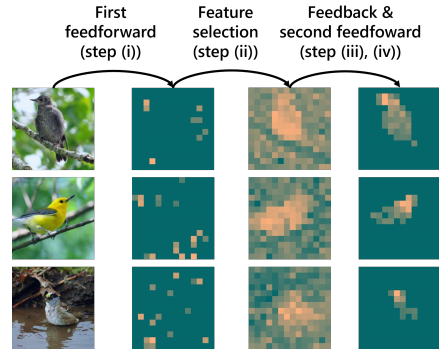 First
feedforward
(step (i))
Feature
selection
(step (ii))
Feedback &
second feedfoward
(step (iii), (iv))